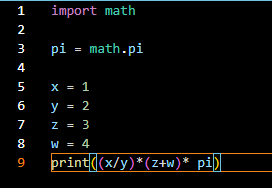 1 import math
2
3 pi = math.pi
4
5 x = 1
6 y = 2
7 z = 3
8 w = 4
9 print((x/y)*(z+w)* pi)